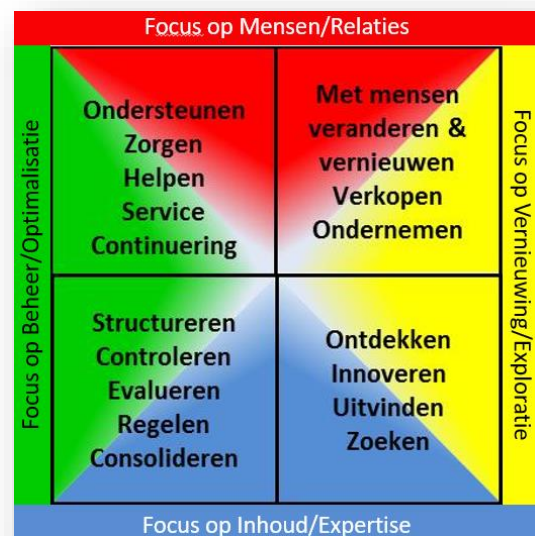 Focus op Mensen/Relaties
Focus op Beheer/Optimalisatie
Ondersteunen
Zorgen
Helpen
Service
Continuering
Met mensen
veranderen &
vernieuwen
Verkopen
Ondernemen
Focus op Vernieuwing/Exploratie
Structureren
Controleren
Evalueren
Regelen
Consolideren
Ontdekken
Innoveren
Uitvinden
Zoeken
Focus op Inhoud/Expertise